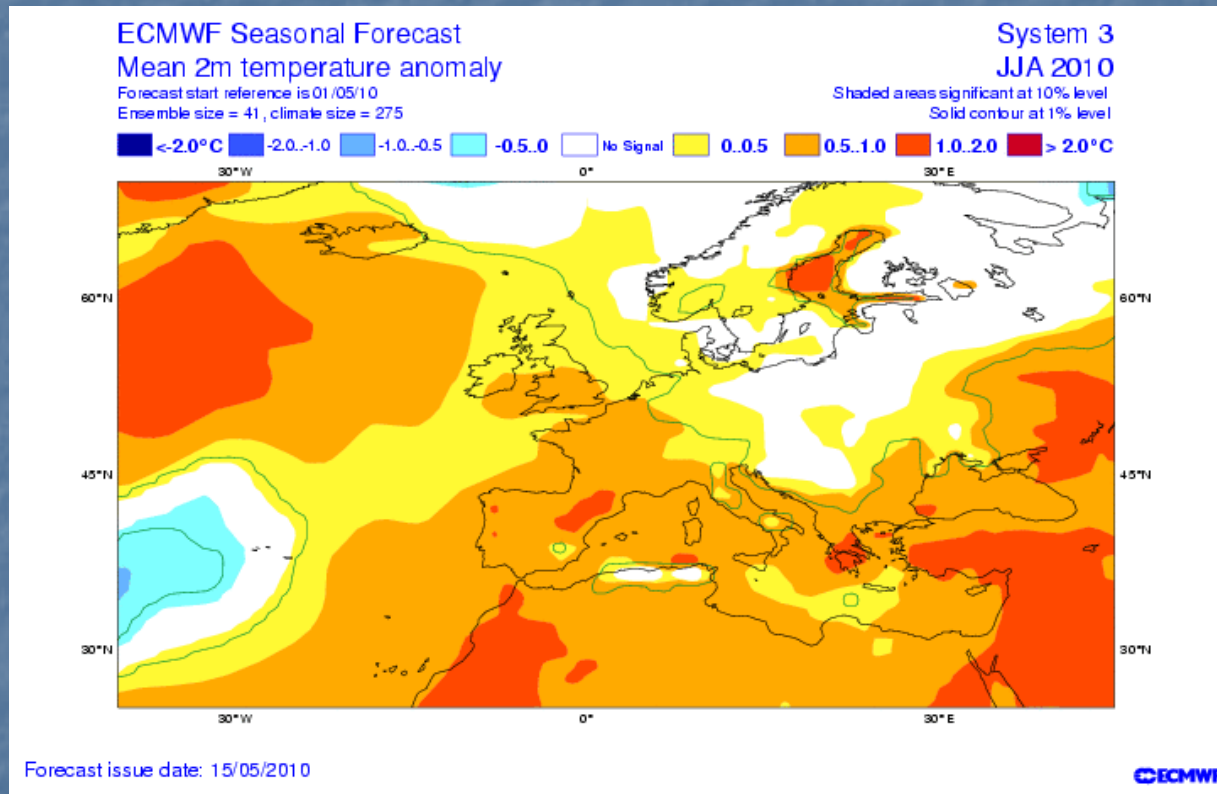 ECMWF Seasonal Forecast
System 3
Mean 2m temperature anomaly
JJA 2010
Forecast start reference is 01/05/10
Shaded areas significant at 10% level
Ensemble size = 41, climate size = 275
Solid contour at 1% level
<-2.0°C -2.0..-1.0 -1.0..-0.5 -0.5..0 No Signal 0..0.5 0.5..1.0 1.0..2.0 > 2.0°C
30°W 0° 30°E
60°N 60°N
45°N 45°N
30°N 30°N
30°W 0° 30°E
Forecast issue date: 15/05/2010
ECMWF